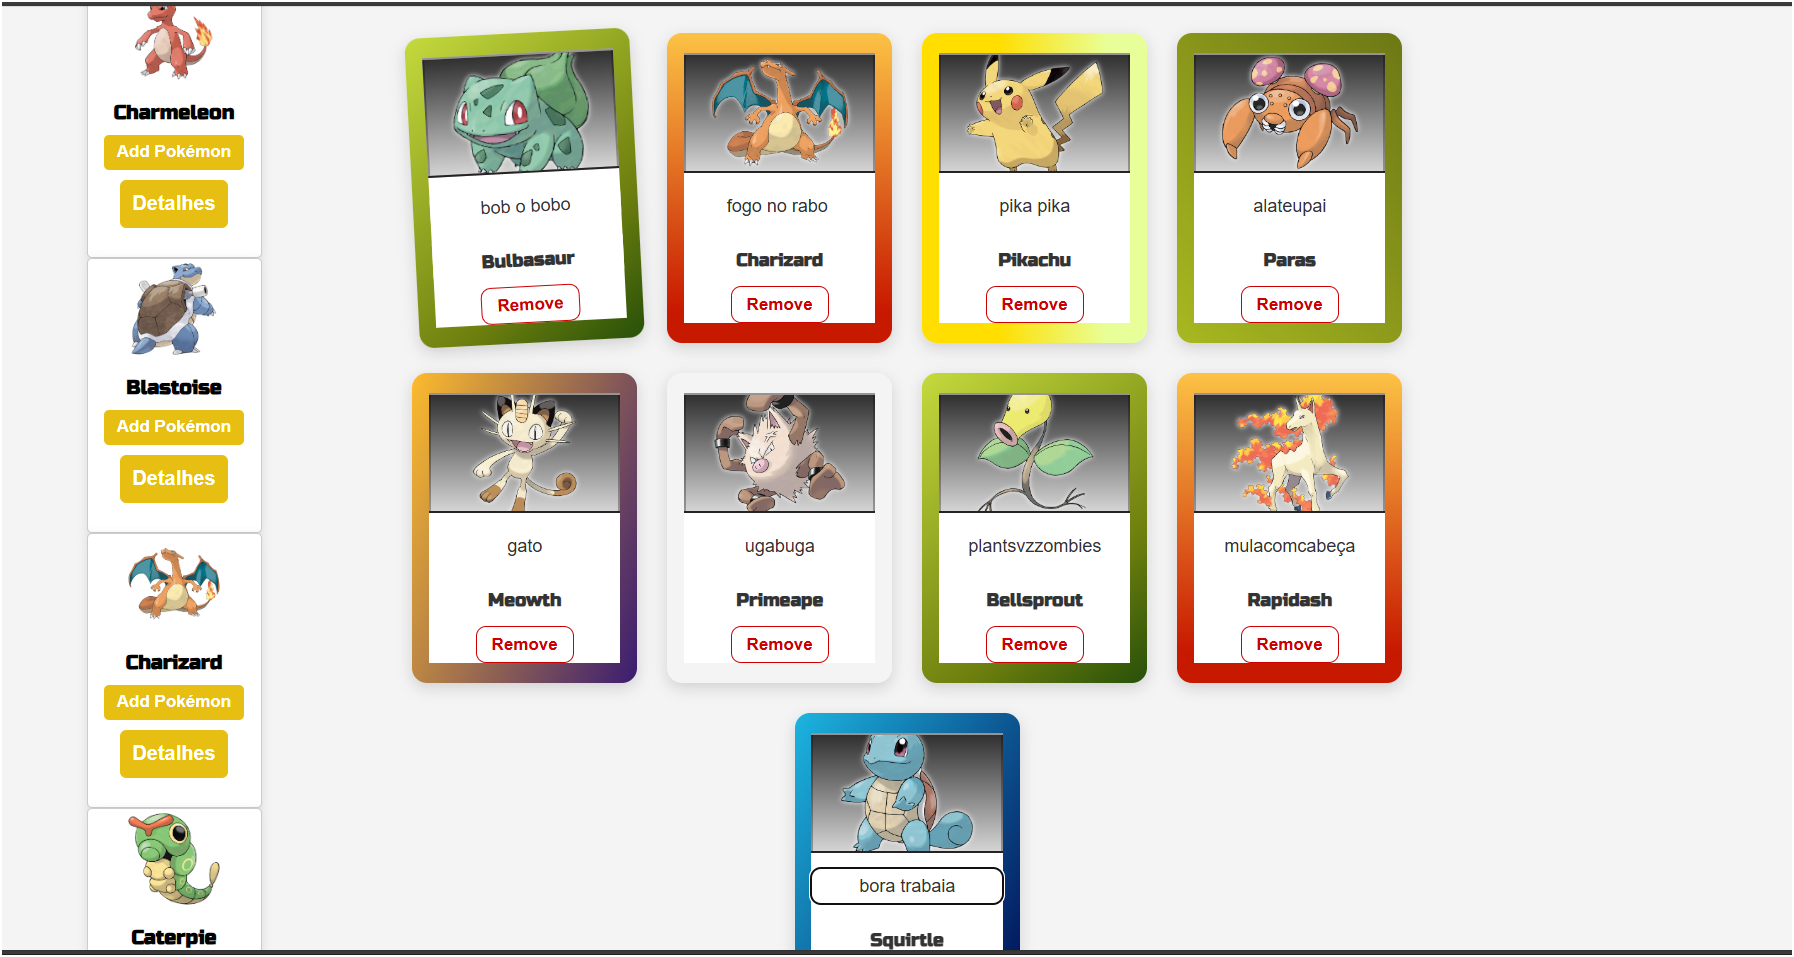 Charmeleon
Add Pokémon
Detalhes
Blastoise
Add Pokémon
Detalhes
Charizard
Add Pokémon
Detalhes
Caterpie
bob o bobo
Bulbasaur
Remove
fogo no rabo
Charizard
Remove
pika pika
Pikachu
Remove
alateupai
Paras
Remove
gato
Meowth
Remove
ugabuga
Primeape
Remove
plantsvzzombies
Bellsprout
Remove
mulacomcabeça
Rapidash
Remove
bora trabaia
Squirtle